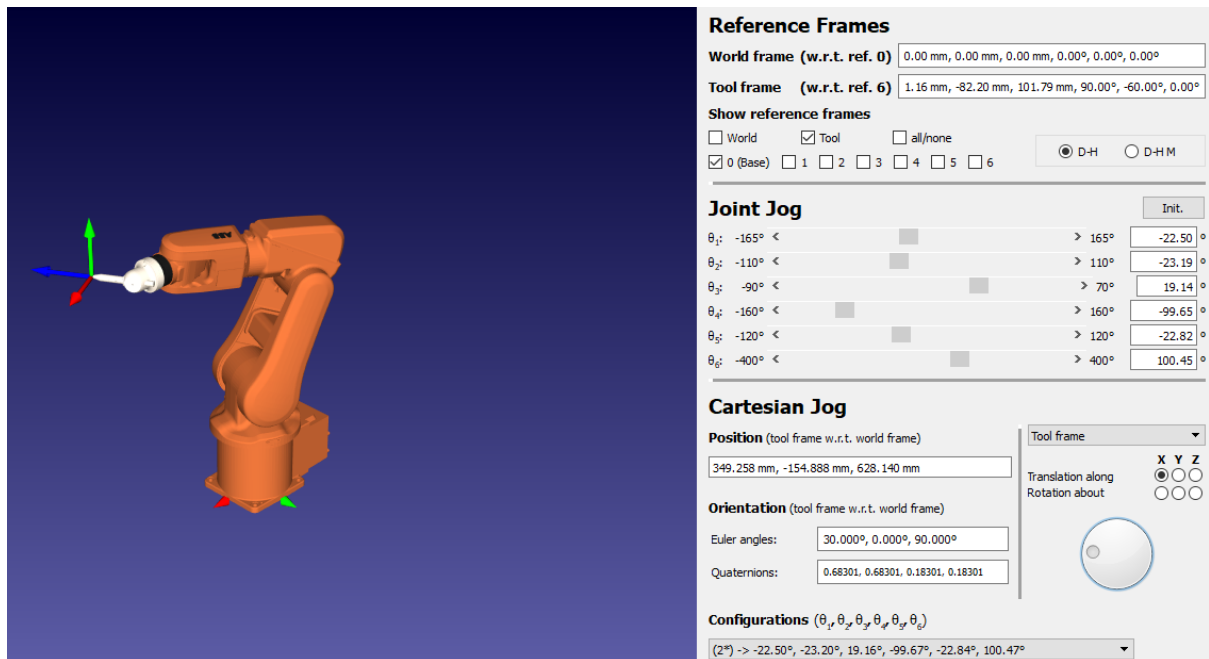 Reference Frames
World frame (w.r.t. ref. 0) 0.00 mm, 0.00 mm, 0.00 mm, 0.00°, 0.00°, 0.00°
Tool frame (w.r.t. ref. 6) 1.16 mm, -82.20 mm, 101.79 mm, 90.00°, -60.00°, 0.00°
Show reference frames
World Tool all/none
0 (Base) 1 2 3 4 5 6 D-H D-H M
Joint Jog Init.
θ₁: -165° < > 165° -22.50 °
θ₂: -110° < > 110° -23.19 °
θ₃: -90° < > 70° 19.14 °
θ₄: -160° < > 160° -99.65 °
θ₅: -120° < > 120° -22.82 °
θ₆: -400° < > 400° 100.45 °
Cartesian Jog
Position (tool frame w.r.t. world frame) Tool frame
349.258 mm, -154.888 mm, 628.140 mm
X Y Z
Translation along
Rotation about
Orientation (tool frame w.r.t. world frame)
Euler angles: 30.000°, 0.000°, 90.000°
Quaternions: 0.68301, 0.68301, 0.18301, 0.18301
Configurations (θ₁, θ₂, θ₃, θ₄, θ₅, θ₆)
(2*) -> -22.50°, -23.20°, 19.16°, -99.67°, -22.84°, 100.47°
ABB